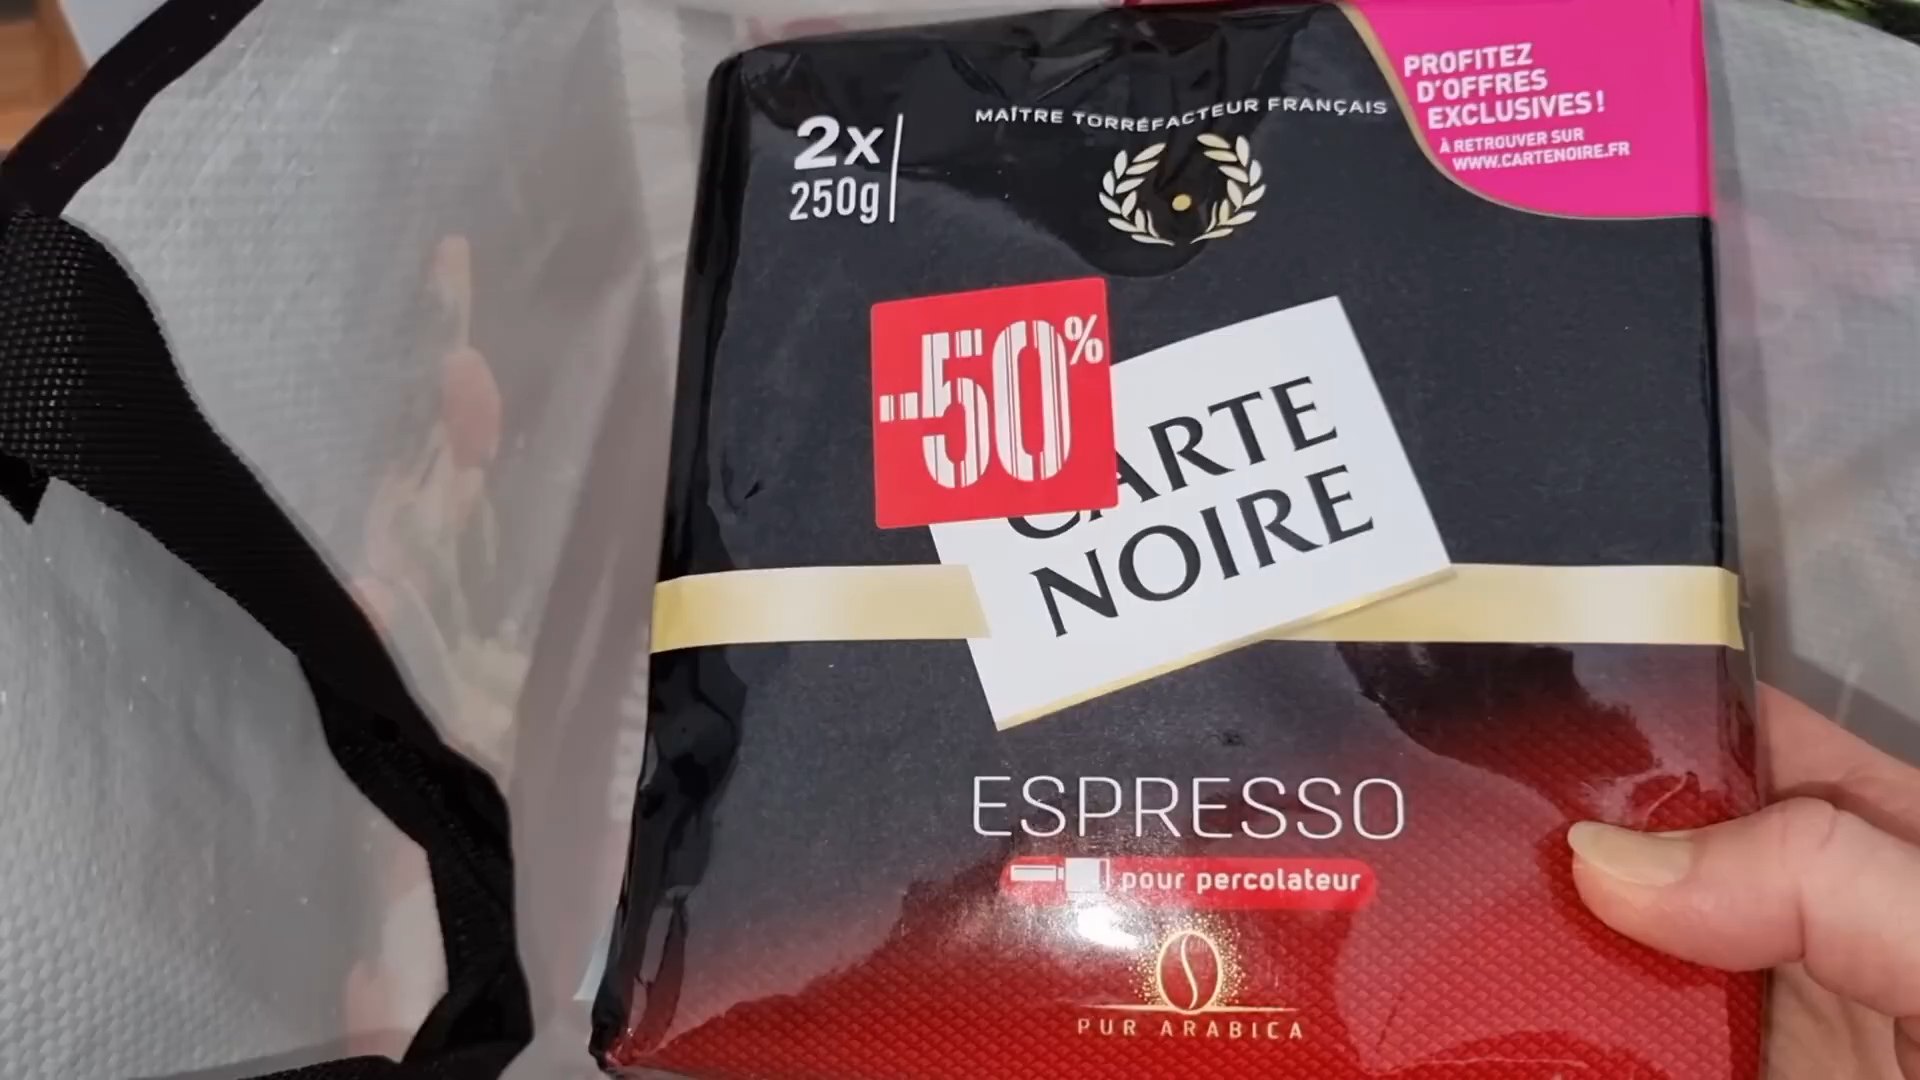 PROFITEZ
D'OFFRES
EXCLUSIVES!
À RETROUVER SUR
WWW.CARTENOIRE.FR
MAÎTRE TORRÉFACTEUR FRANÇAIS
2x
250g
-50%
CARTE
NOIRE
ESPRESSO
pour percolateur
PUR ARABICA